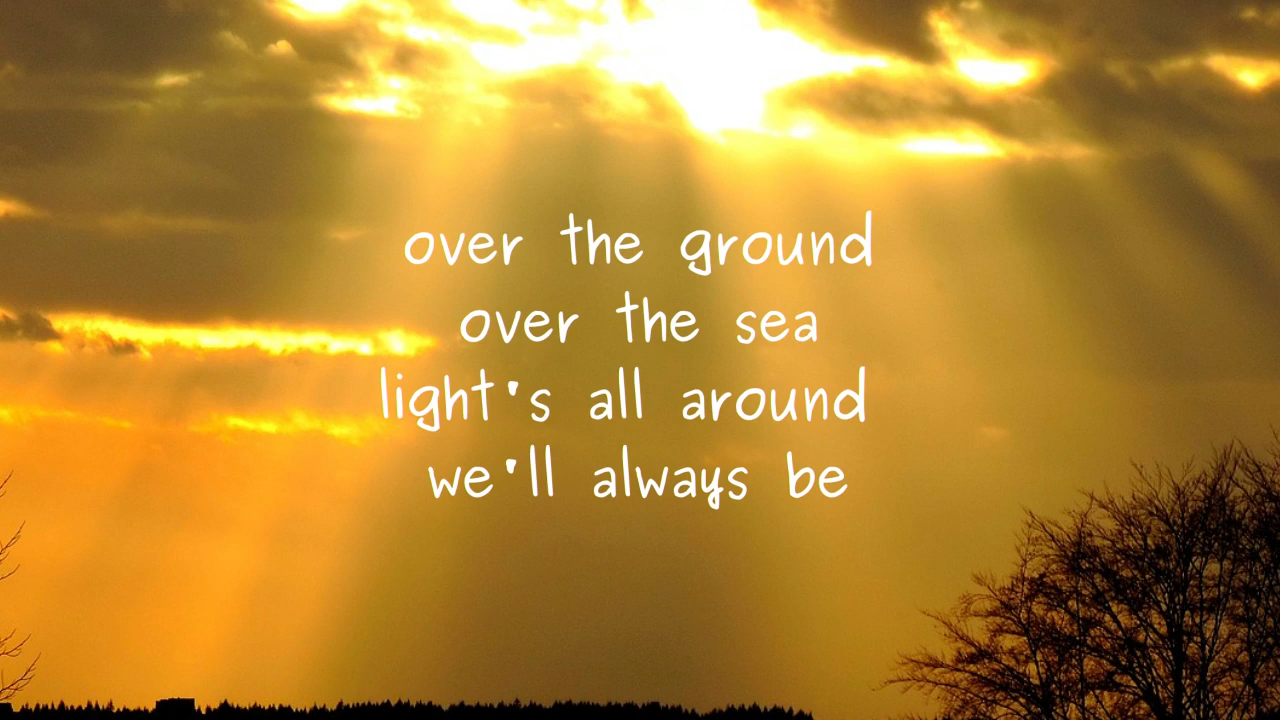 over the ground
over the sea
light's all around
we'll always be